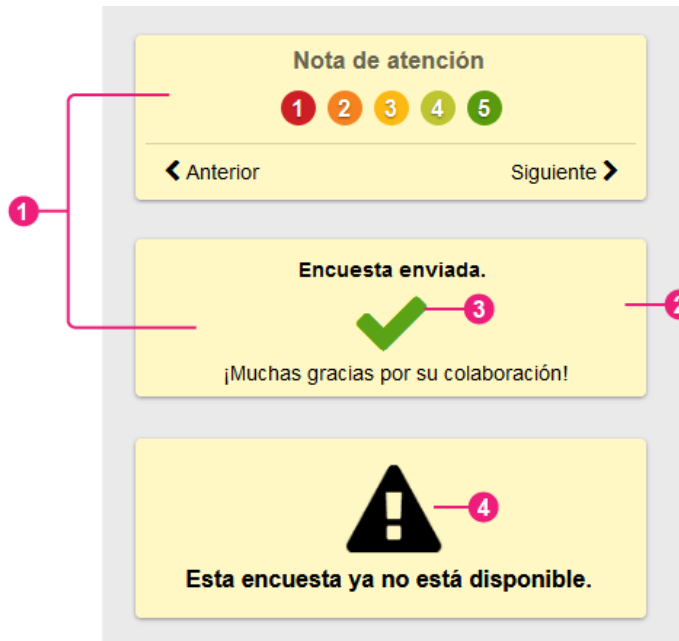 Nota de atención
1 2 3 4 5
Anterior Siguiente
1
Encuesta enviada.
3
2
¡Muchas gracias por su colaboración!
4
Esta encuesta ya no está disponible.